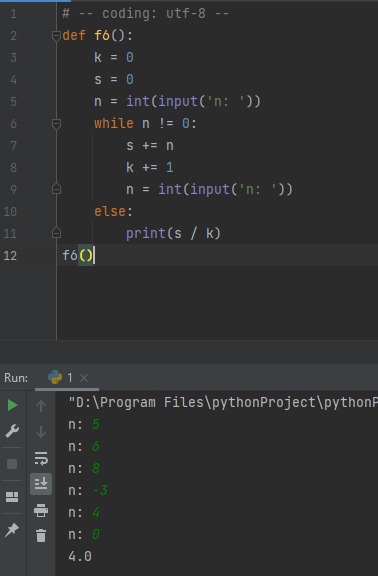 1 # -- coding: utf-8 --
2 def f6():
3 k = 0
4 s = 0
5 n = int(input('n: '))
6 while n != 0:
7 s += n
8 k += 1
9 n = int(input('n: '))
10 else:
11 print(s / k)
12 f6()
Run: 1 ×
"D:\Program Files\pythonProject\pythonP
n: 5
n: 6
n: 8
n: -3
n: 4
n: 0
4.0